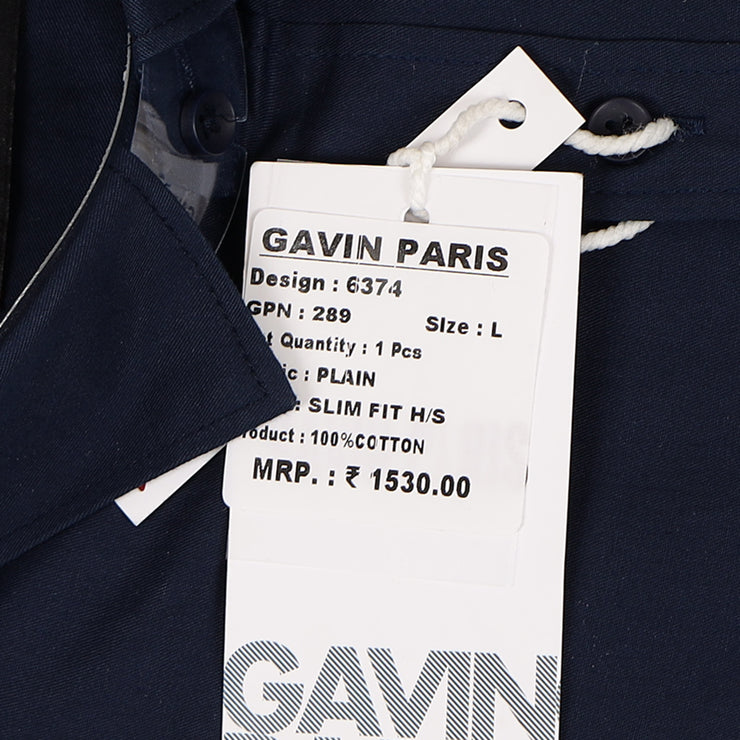 GAVIN PARIS
Design : 6374
GPN : 289 Size : L
Quantity : 1 Pcs
: PLAIN
: SLIM FIT H/S
roduct : 100%COTTON
MRP. : ₹ 1530.00
GAVIN